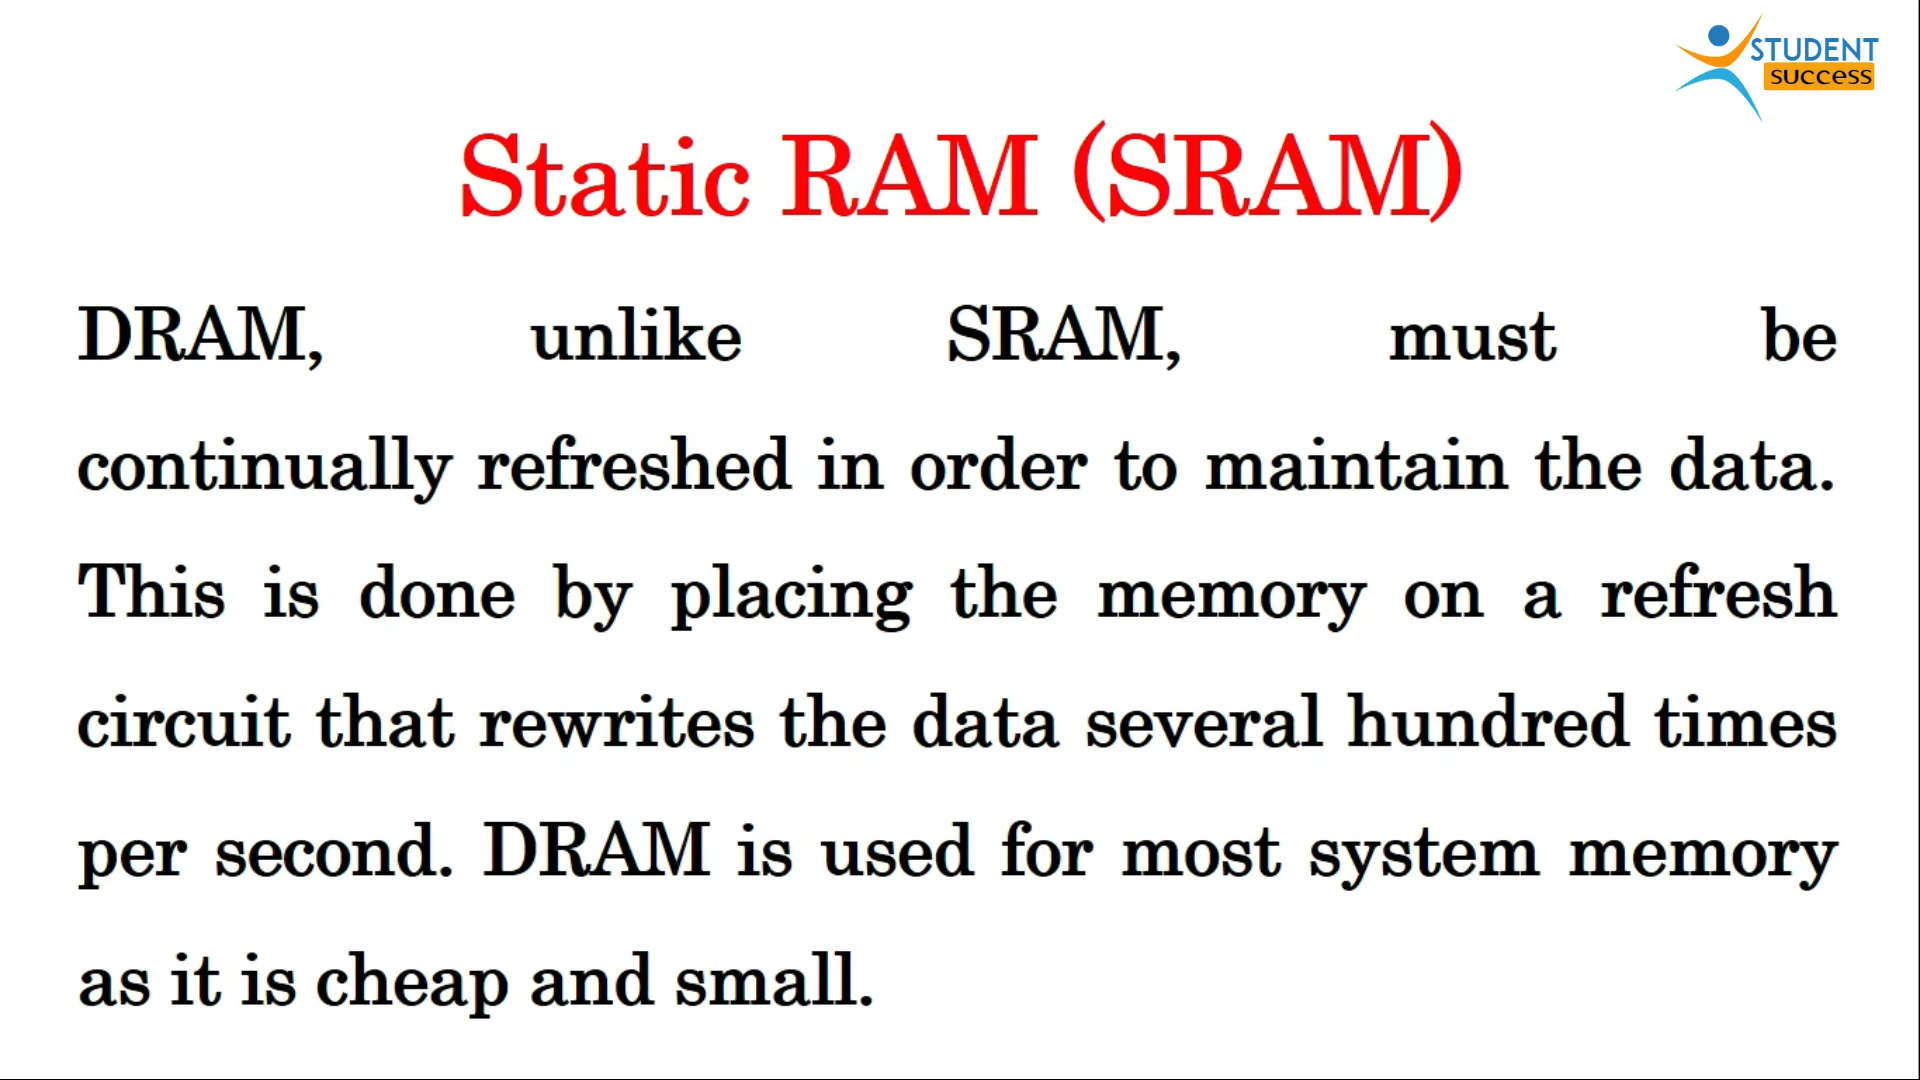 STUDENT
success
Static RAM (SRAM)
DRAM, unlike SRAM, must be
continually refreshed in order to maintain the data.
This is done by placing the memory on a refresh
circuit that rewrites the data several hundred times
per second. DRAM is used for most system memory
as it is cheap and small.